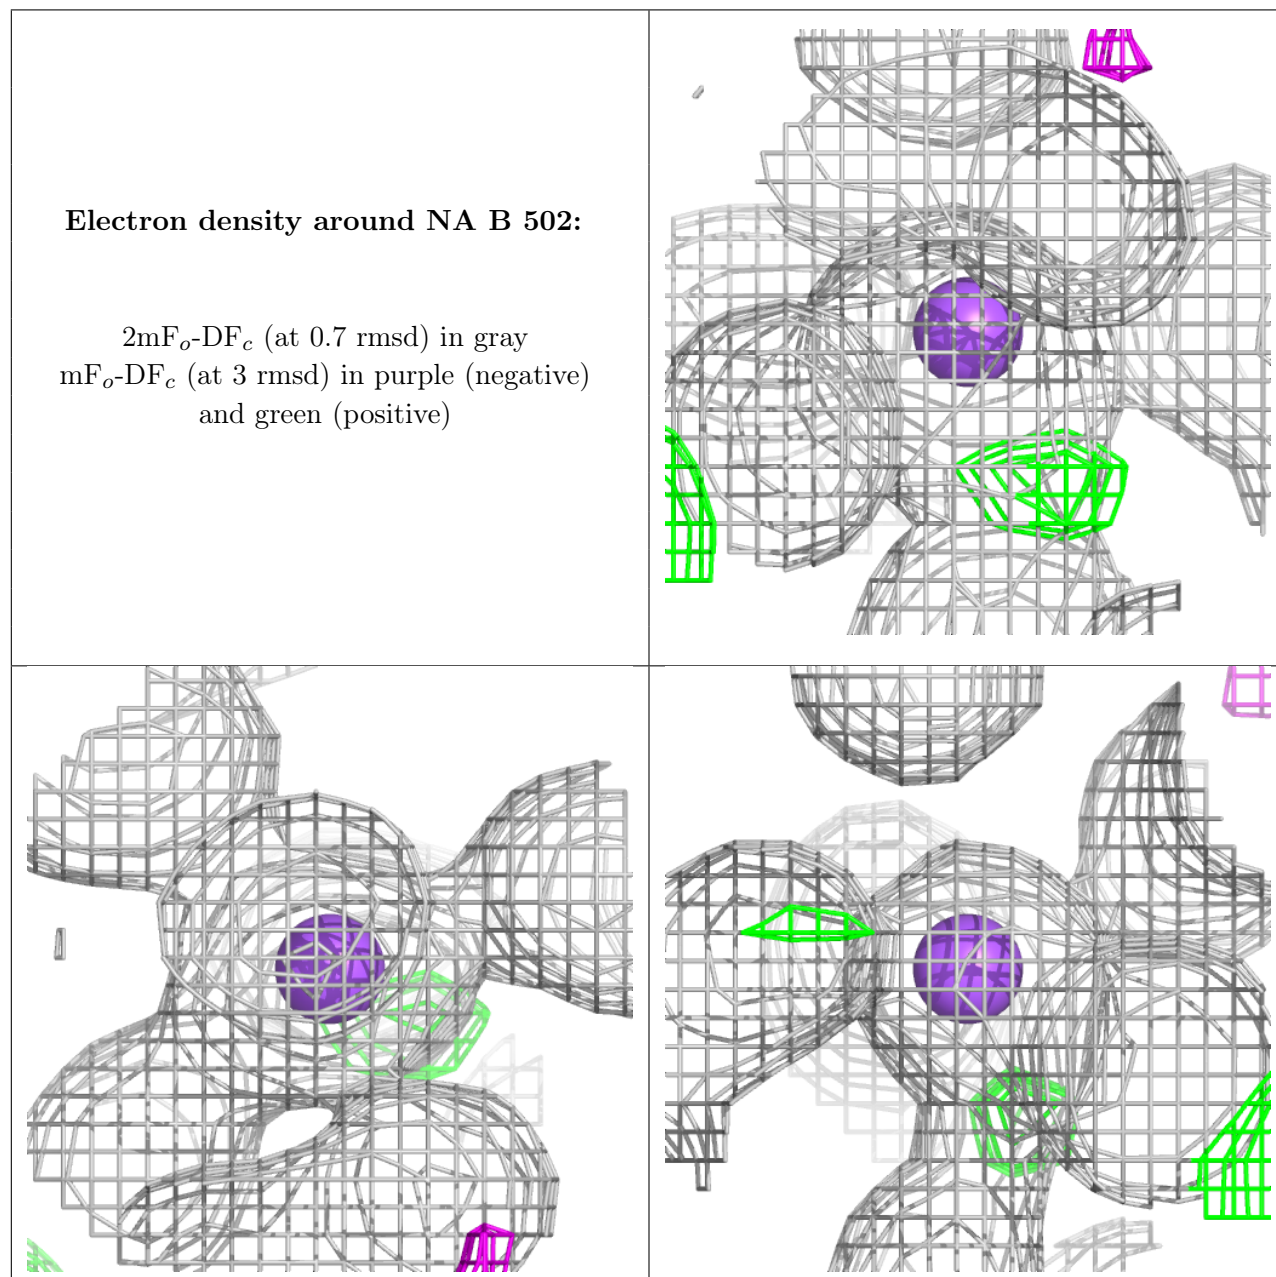 Electron density around NA B 502:
2mFo-DFc (at 0.7 rmsd) in gray
mFo-DFc (at 3 rmsd) in purple (negative)
and green (positive)